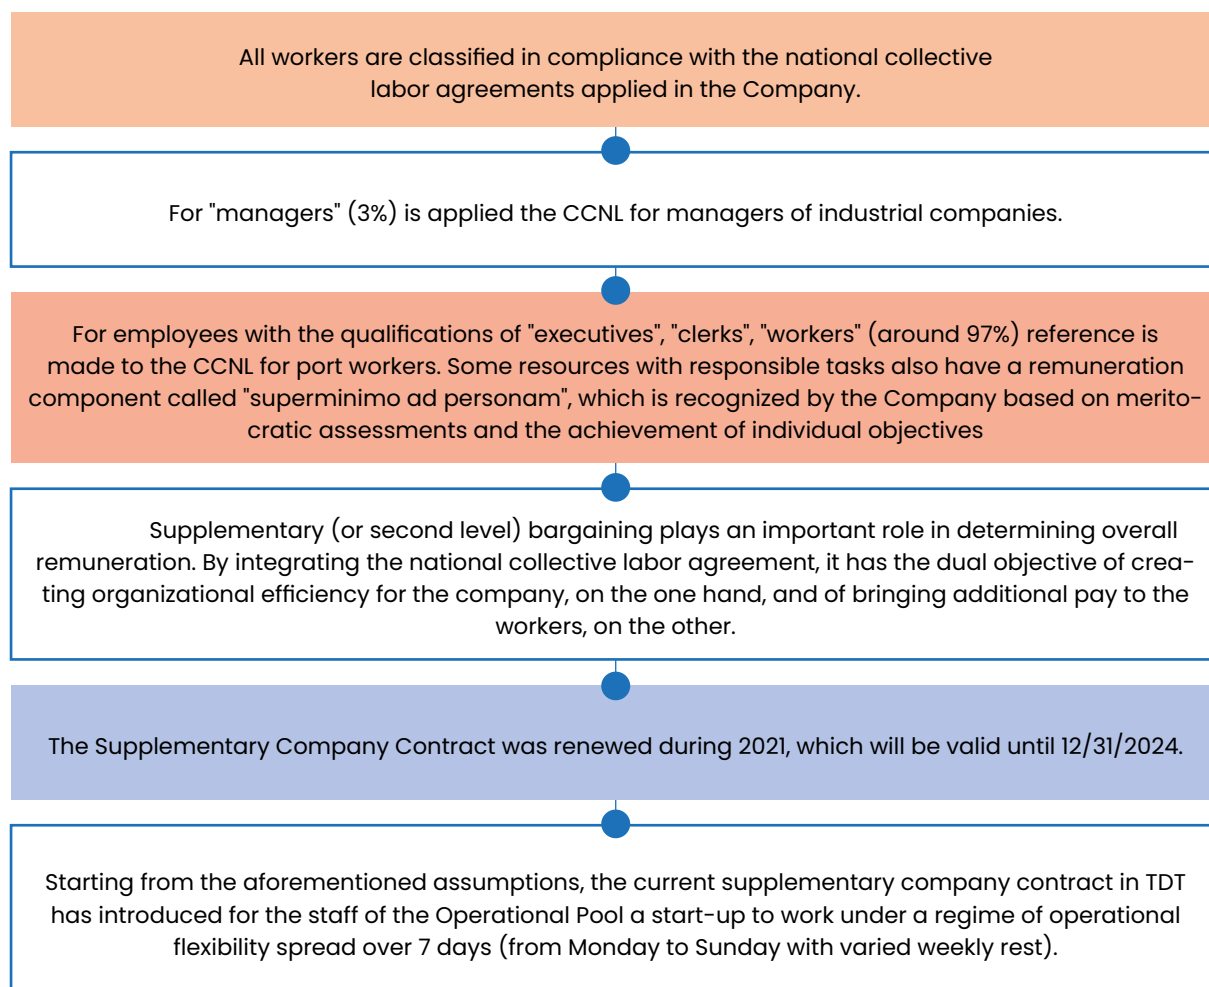 All workers are classified in compliance with the national collective
labor agreements applied in the Company.
For "managers" (3%) is applied the CCNL for managers of industrial companies.
For employees with the qualifications of "executives", "clerks", "workers" (around 97%) reference is
made to the CCNL for port workers. Some resources with responsible tasks also have a remuneration
component called "superminimo ad personam", which is recognized by the Company based on merito-
cratic assessments and the achievement of individual objectives
Supplementary (or second level) bargaining plays an important role in determining overall
remuneration. By integrating the national collective labor agreement, it has the dual objective of crea-
ting organizational efficiency for the company, on the one hand, and of bringing additional pay to the
workers, on the other.
The Supplementary Company Contract was renewed during 2021, which will be valid until 12/31/2024.
Starting from the aforementioned assumptions, the current supplementary company contract in TDT
has introduced for the staff of the Operational Pool a start-up to work under a regime of operational
flexibility spread over 7 days (from Monday to Sunday with varied weekly rest).